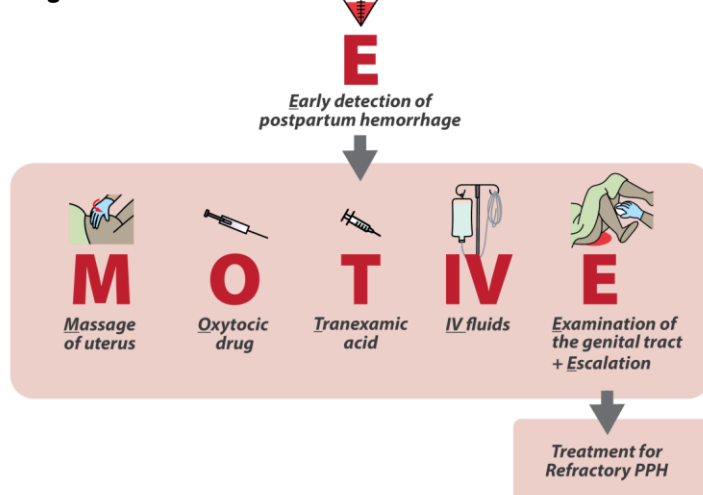 E
Early detection of
postpartum hemorrhage
M
O
T
IV
E
Massage
of uterus
Oxytocic
drug
Tranexamic
acid
IV fluids
Examination of
the genital tract
+ Escalation
Treatment for
Refractory PPH